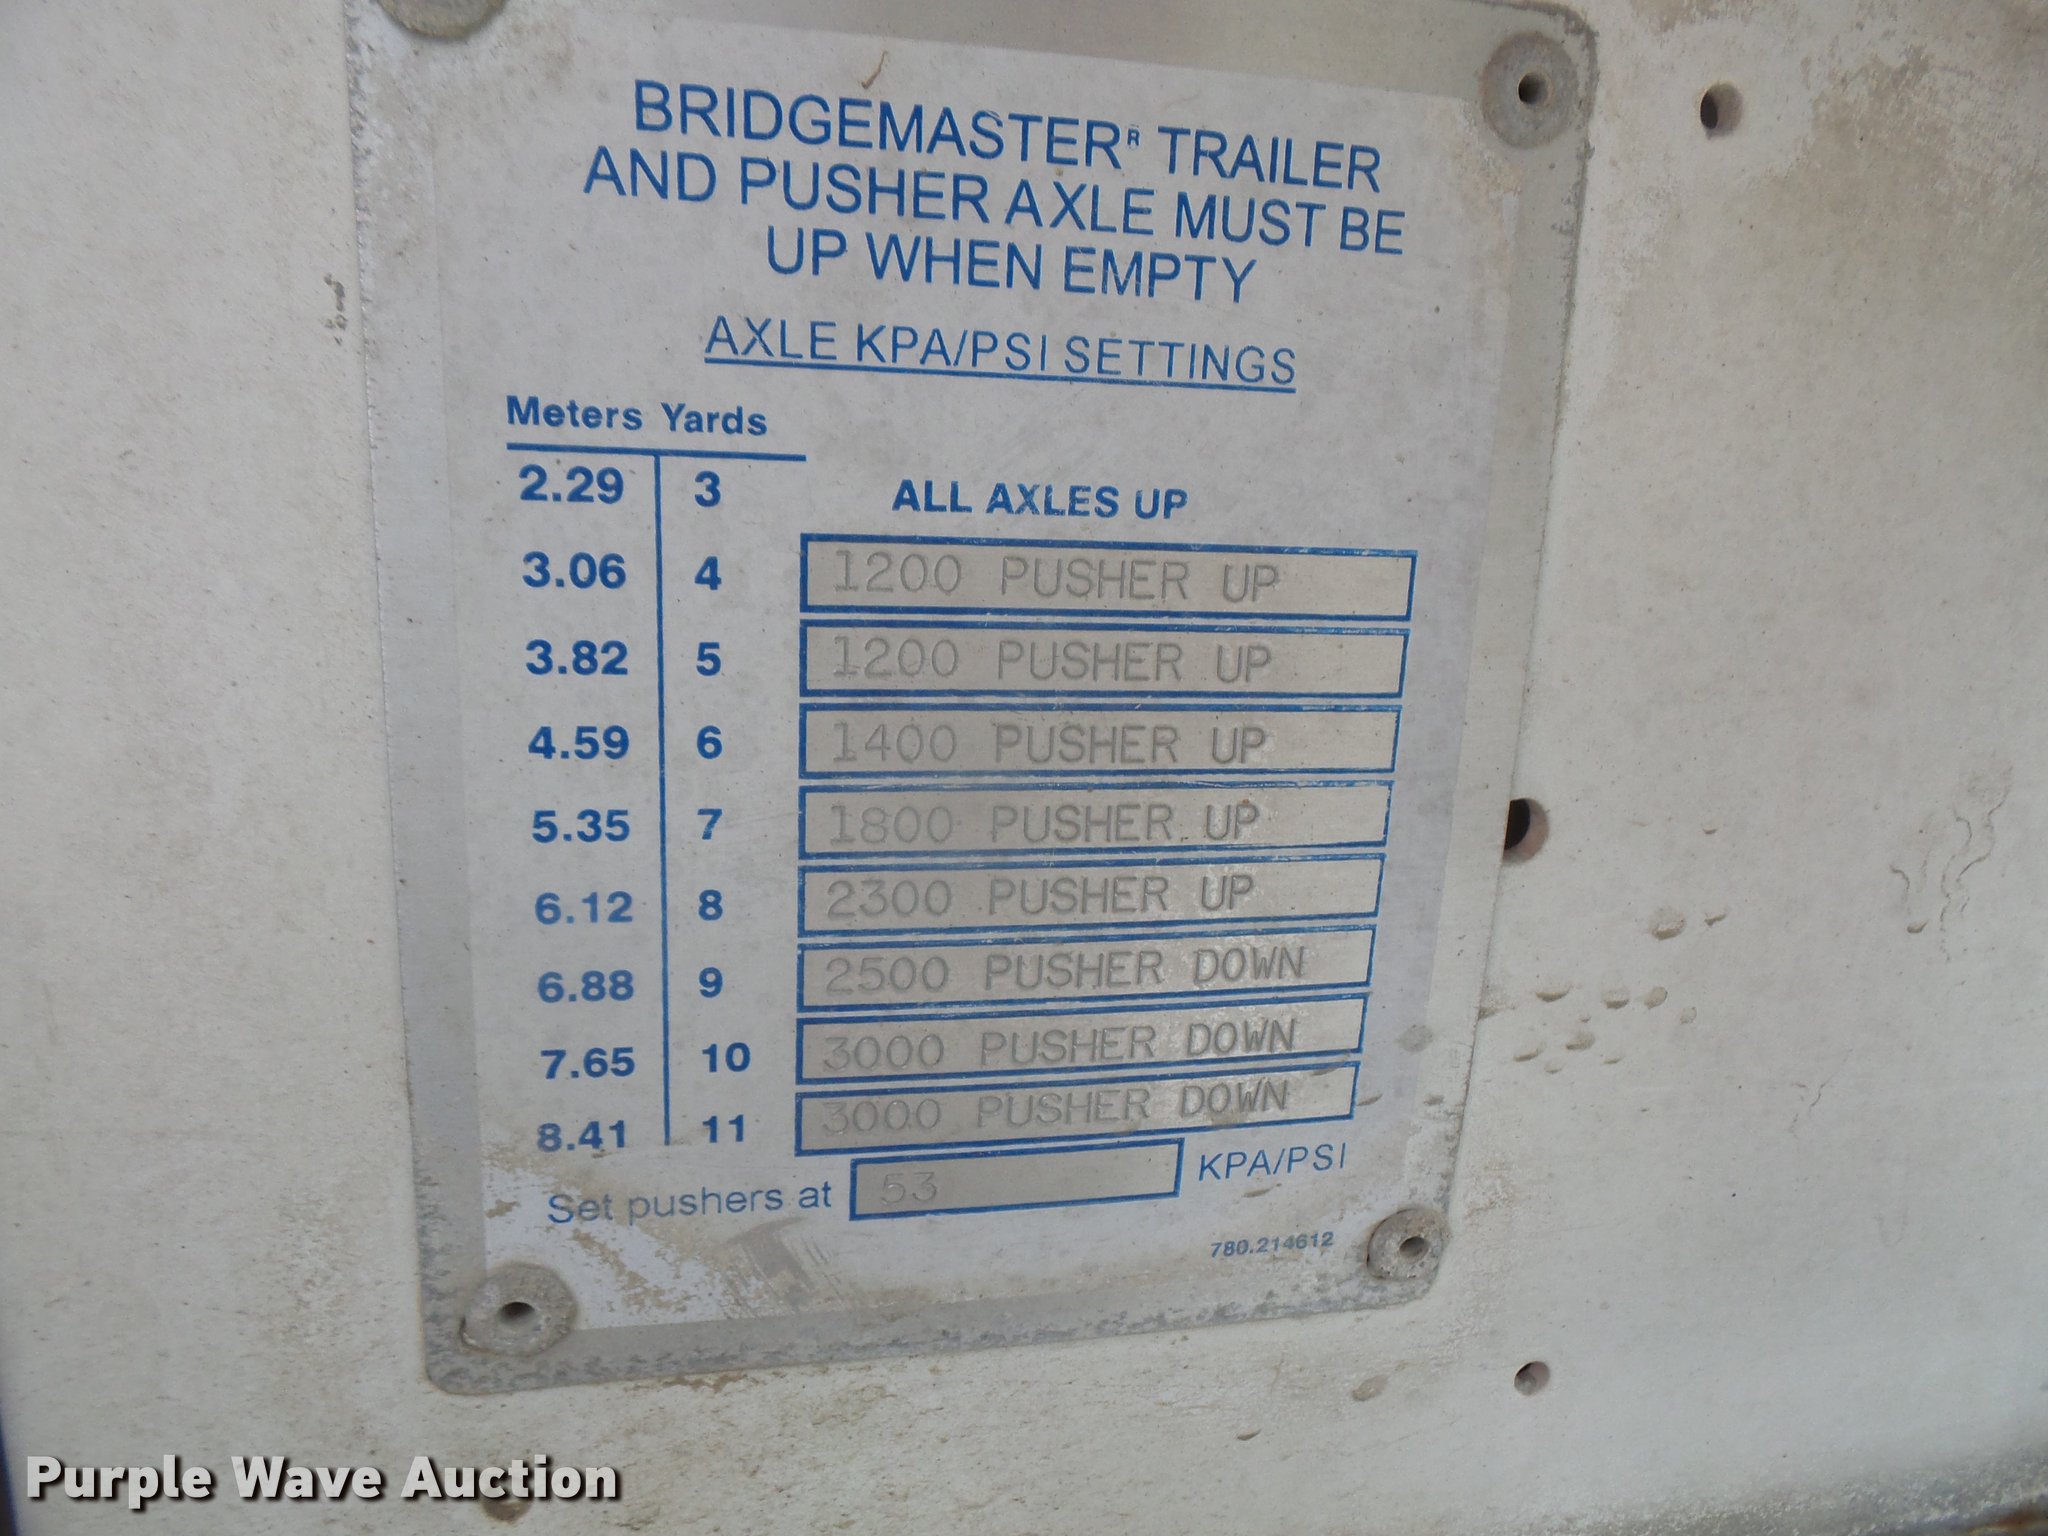 BRIDGEMASTERᴿ TRAILER
AND PUSHER AXLE MUST BE
UP WHEN EMPTY
AXLE KPA/PSI SETTINGS
Meters Yards
2.29 3 ALL AXLES UP
3.06 4 1200 PUSHER UP
3.82 5 1200 PUSHER UP
4.59 6 1400 PUSHER UP
5.35 7 1800 PUSHER UP
6.12 8 2300 PUSHER UP
6.88 9 2500 PUSHER DOWN
7.65 10 3000 PUSHER DOWN
8.41 11 3000 PUSHER DOWN
Set pushers at 53 KPA/PSI
780.214612
Purple Wave Auction